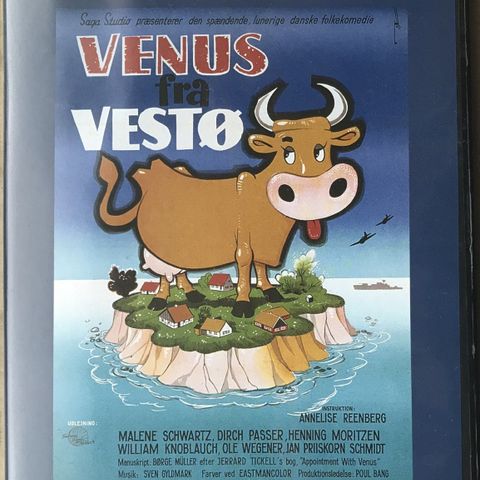 Saga Studio præsenterer den spændende, lunerige danske folkekomedie
VENUS
fra
VESTØ
INSTRUKTION:
ANNELISE REENBERG
UDLEJNING:
MALENE SCHWARTZ, DIRCH PASSER, HENNING MORITZEN
WILLIAM KNOBLAUCH, OLE WEGENER, JAN PRIISKORN SCHMIDT
Manuskript: BØRGE MÜLLER efter JERRARD TICKELL's bog, "Appointment With Venus"
Musik: SVEN GYLDMARK Farver ved EASTMANCOLOR Produktionsledelse: POUL BANG